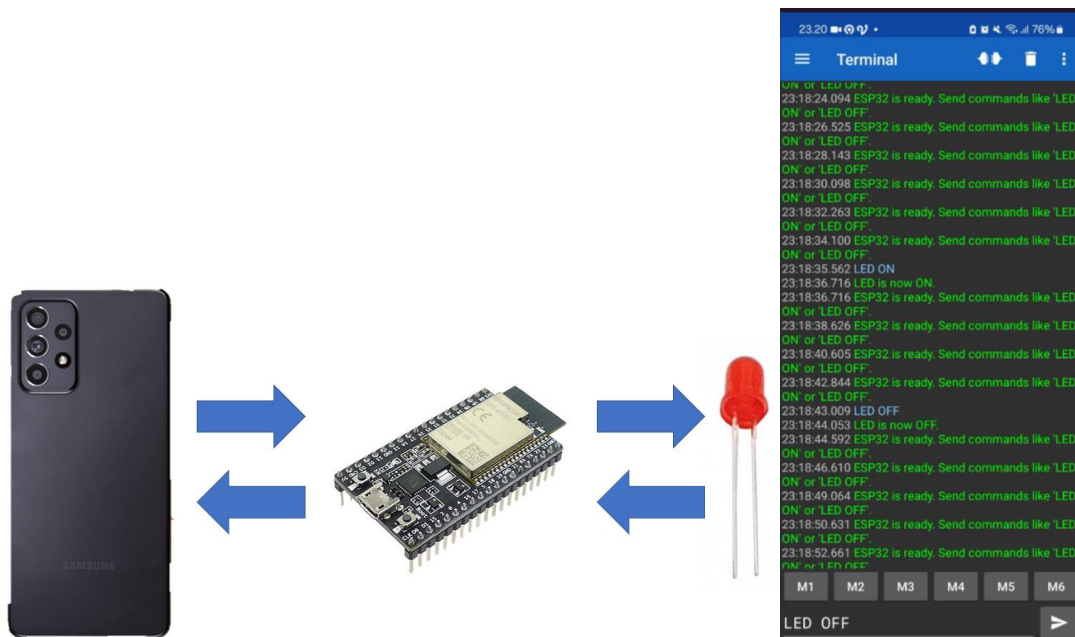 SAMSUNG
23.20
76%
Terminal
ON' or 'LED OFF'.
23:18:24.094 ESP32 is ready. Send commands like 'LED
ON' or 'LED OFF'.
23:18:26.525 ESP32 is ready. Send commands like 'LED
ON' or 'LED OFF'.
23:18:28.143 ESP32 is ready. Send commands like 'LED
ON' or 'LED OFF'.
23:18:30.098 ESP32 is ready. Send commands like 'LED
ON' or 'LED OFF'.
23:18:32.263 ESP32 is ready. Send commands like 'LED
ON' or 'LED OFF'.
23:18:34.100 ESP32 is ready. Send commands like 'LED
ON' or 'LED OFF'.
23:18:35.562 LED ON
23:18:36.716 LED is now ON.
23:18:36.716 ESP32 is ready. Send commands like 'LED
ON' or 'LED OFF'.
23:18:38.626 ESP32 is ready. Send commands like 'LED
ON' or 'LED OFF'.
23:18:40.605 ESP32 is ready. Send commands like 'LED
ON' or 'LED OFF'.
23:18:42.844 ESP32 is ready. Send commands like 'LED
ON' or 'LED OFF'.
23:18:43.009 LED OFF
23:18:44.053 LED is now OFF.
23:18:44.592 ESP32 is ready. Send commands like 'LED
ON' or 'LED OFF'.
23:18:46.610 ESP32 is ready. Send commands like 'LED
ON' or 'LED OFF'.
23:18:49.064 ESP32 is ready. Send commands like 'LED
ON' or 'LED OFF'.
23:18:50.631 ESP32 is ready. Send commands like 'LED
ON' or 'LED OFF'.
23:18:52.661 ESP32 is ready. Send commands like 'LED
ON' or 'LED OFF'.
M1 M2 M3 M4 M5 M6
LED OFF